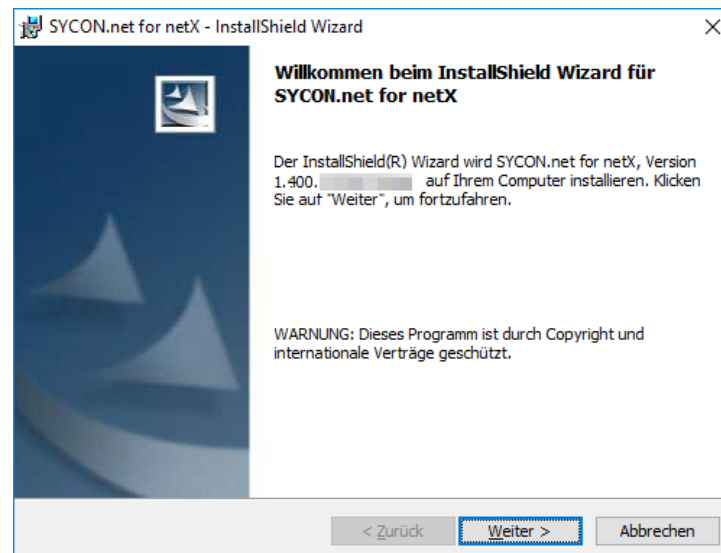 SYCON.net for netX - InstallShield Wizard
Willkommen beim InstallShield Wizard für
SYCON.net for netX
Der InstallShield(R) Wizard wird SYCON.net for netX, Version
1.400. auf Ihrem Computer installieren. Klicken
Sie auf "Weiter", um fortzufahren.
WARNUNG: Dieses Programm ist durch Copyright und
internationale Verträge geschützt.
< Zurück
Weiter >
Abbrechen